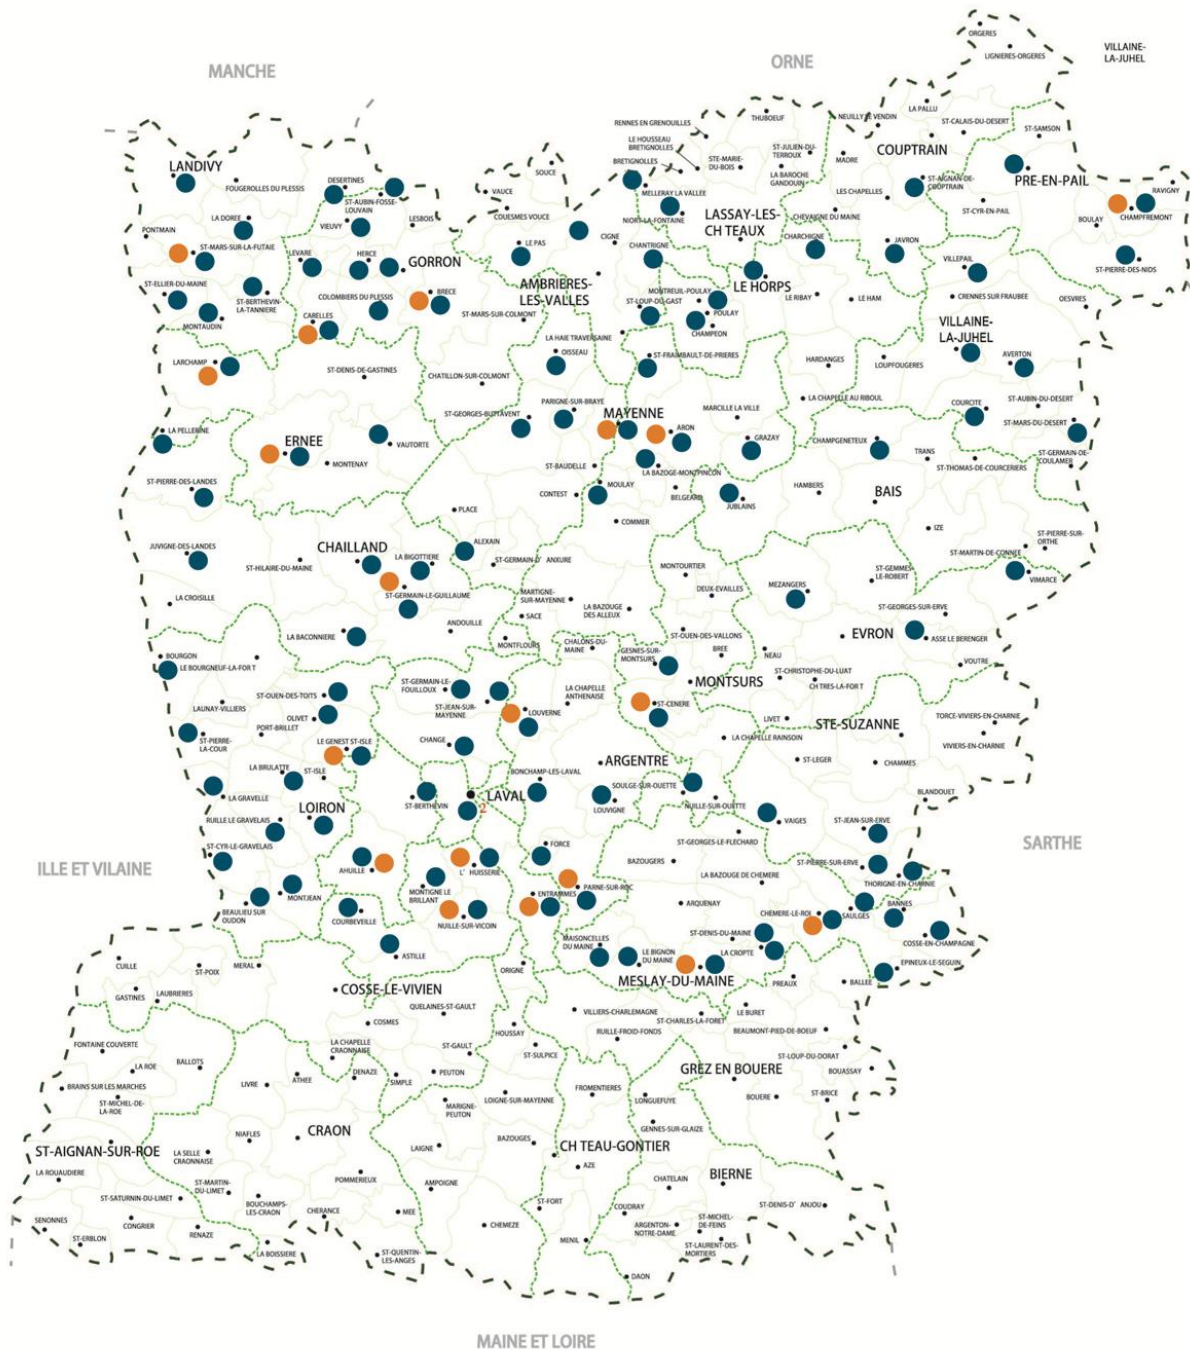 ORGERES
LIGNIERES-ORGERES
VILLAINE-
LA-JUHEL
MANCHE
ORNE
LA PALLU
THUBOEUF
NEUILLY LE VENDIN
ST-CALAIS-DU-DESERT
RENNES EN GRENOUILLES
ST-SAMSON
LE HOUSSEAU
BRETIGNOLLES
COUPTRAIN
ST-JULIEN-DU-
TERROUX
MADRE
BRETIGNOLLES
STE-MARIE-
DU-BOIS
LA BAROCHE
GANDOUIN
SOUCE
LANDIVY
FOUGEROLLES DU PLESSIS
DESERTINES
ST-AUBIN-FOSSE-
LOUVAIN
VAUCE
MELLERAY LA VALLEE
LES CHAPELLES
ST-AIGNAN-DE-
COUPTRAIN
PRE-EN-PAIL
RAVIGNY
BOULAY
CHAMPFREMONT
ST-CYR-EN-PAIL
LA DOREE
VIEUVY
LESBOIS
COUESMES VOUCE
NIORT-LA-FONTAINE
LASSAY-LES-
CH TEAUX
CHEVAIGNE DU MAINE
PONTMAIN
ST-MARS-SUR-LA-FUTAIE
LEVARE
HERCE
GORRON
LE PAS
CIGNE
CHANTRIGNE
CHARCHIGNE
JAVRON
VILLEPAIL
ST-PIERRE-DES-NIDS
ST-ELLIER-DU-MAINE
ST-BERTHEVIN-
LA-TANNIERE
COLOMBIERS DU PLESSIS
BRECE
AMBRIERES-
LES-VALLES
MONTREUIL-POULAY
LE HORPS
LE RIBAY
LE HAM
CRENNES SUR FRAUBEE
OESVRES
MONTAUDIN
CARELLES
ST-MARS-SUR-COLMONT
ST-LOUP-DU-GAST
POULAY
CHAMPEON
VILLAINE-
LA-JUHEL
LARCHAMP
ST-DENIS-DE-GASTINES
CHATILLON-SUR-COLMONT
LA HAIE TRAVERSAINE
OISSEAU
ST-FRAIMBAULT-DE-PRIERES
HARDANGES
LOUPFOUGERES
AVERTON
LA PELLERINE
ERNEE
VAUTORTE
MONTENAY
ST-GEORGES-BUTTAVENT
PARIGNE-SUR-BRAYE
MAYENNE
ARON
MARCILLE LA VILLE
LA CHAPELLE AU RIBOUL
COURCITE
ST-AUBIN-DU-DESERT
ST-MARS-DU-DESERT
GRAZAY
CHAMPGENETEUX
TRANS
ST-THOMAS-DE-COURCERIERS
ST-GERMAIN-DE-
COULAMER
ST-PIERRE-DES-LANDES
ST-BAUDELLE
LA BAZOGE-MONTPINCON
CONTEST
MOULAY
BELGEARD
JUBLAINS
HAMBERS
BAIS
PLACE
COMMER
IZE
JUVIGNE-DES-LANDES
ST-HILAIRE-DU-MAINE
CHAILLAND
LA BIGOTTIERE
ALEXAIN
ST-GERMAIN D' ANXURE
ST-GERMAIN-LE-GUILLAUME
MONTOURTIER
ST-PIERRE-SUR-
ORTHE
ST-MARTIN-DE-CONNEE
VIMARCE
ST-GEMMES
LE-ROBERT
MEZANGERS
DEUX-EVAILLES
LA CROISILLE
MARTIGNE-
SUR-MAYENNE
SACE
LA BAZOUGE
DES ALLEUX
ST-GEORGES-SUR-ERVE
LA BACONNIERE
ANDOUILLE
MONTFLOURS
CHALONS-DU-
MAINE
ST-OUEN-DES-VALLONS
BREE
NEAU
EVRON
ASSE LE BERENGER
VOUTRE
BOURGON
LE BOURGNEUF-LA-FOR T
GESNES-SUR-
MONTSURS
MONTSURS
ST-CHRISTOPHE-DU-LUAT
CH TRES-LA-FOR T
LAUNAY-VILLIERS
ST-OUEN-DES-TOITS
ST-GERMAIN-LE-
FOUILLOUX
ST-JEAN-SUR-
MAYENNE
LOUVERNE
LA CHAPELLE
ANTHENAISE
ST-CENERE
LIVET
STE-SUZANNE
TORCE-VIVIERS-EN-CHARNIE
VIVIERS-EN-CHARNIE
OLIVET
PORT-BRILLET
ST-PIERRE-
LA-COUR
LE GENEST ST-ISLE
CHANGE
LA CHAPELLE RAINSOIN
ARGENTRE
ST-LEGER
CHAMMES
LA BRULATTE
ST-ISLE
LA GRAVELLE
BONCHAMP-LES-LAVAL
SOULGE-SUR-OUETTE
LOUVIGNE
NUILLE-SUR-OUETTE
BLANDOUET
LAVAL
2
ST-BERTHEVIN
LOIRON
RUILLE LE GRAVELAIS
ST-CYR-LE-GRAVELAIS
VAIGES
ST-JEAN-SUR-ERVE
SARTHE
ILLE ET VILAINE
ST-GEORGES-LE-FLECHARD
FORCE
BAZOUGERS
ST-PIERRE-SUR-ERVE
THORIGNE-EN-CHARNIE
AHUILLE
L' HUISSERIE
LA BAZOUGE DE CHEMERE
MONTIGNE LE
BRILLANT
ENTRAMMES
PARNE-SUR-ROC
MONTJEAN
BEAULIEU SUR
OUDON
COURBEVEILLE
NUILLE-SUR-VICOIN
ARQUENAY
CHEMERE-LE-ROI
SAULGES
BANNES
COSSE-EN-CHAMPAGNE
ASTILLE
MAISONCELLES
DU MAINE
LE BIGNON
DU MAINE
ST-DENIS-DU-MAINE
LA CROPTE
MESLAY-DU-MAINE
PREAUX
BALLEE
EPINEUX-LE-SEGUIN
CUILLE
ST-POIX
MERAL
ORIGNE
GASTINES
LAUBRIERES
COSSE-LE-VIVIEN
QUELAINES-ST-GAULT
VILLIERS-CHARLEMAGNE
ST-CHARLES-LA-FORET
LE BURET
COSMES
HOUSSAY
RUILLE-FROID-FONDS
BEAUMONT-PIED-DE-BOEUF
FONTAINE COUVERTE
LA ROE
BALLOTS
LA CHAPELLE
CRAONNAISE
ST-GAULT
ST-SULPICE
ST-LOUP-DU-DORAT
BOUASSAY
GREZ EN BOUERE
BRAINS SUR LES MARCHES
ST-MICHEL-DE-
LA-ROE
LIVRE
ATHEE
DENAZE
SIMPLE
PEUTON
LOIGNE-SUR-MAYENNE
FROMENTIERES
LONGUEFUYE
BOUERE
ST-BRICE
MARIGNE-
PEUTON
GENNES-SUR-GLAIZE
ST-AIGNAN-SUR-ROE
NIAFLES
CRAON
LAIGNE
BAZOUGES
CH TEAU-GONTIER
AZE
LA SELLE
CRAONNAISE
LA ROUAUDIERE
POMMERIEUX
AMPOIGNE
BIERNE
CHATELAIN
ST-SATURNIN-DU-LIMET
ST-MARTIN-
DU-LIMET
BOUCHAMPS-
LES-CRAON
CHERANCE
MEE
ST-FORT
COUDRAY
ST-DENIS-D' ANJOU
SENONNES
ST-ERBLON
CONGRIER
RENAZE
CHEMEZE
MENIL
ARGENTON-
NOTRE-DAME
ST-MICHEL-
DE-FEINS
ST-LAURENT-DES-
MORTIERS
LA BOISSIERE
ST-QUENTIN-
LES-ANGES
DAON
MAINE ET LOIRE